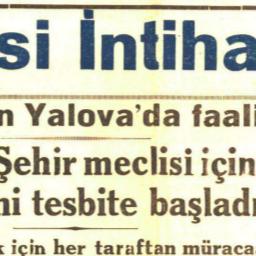 si İntiha
n Yalova'da faali
Şehir meclisi için
ni tesbite başladı
k için her taraftan müraca